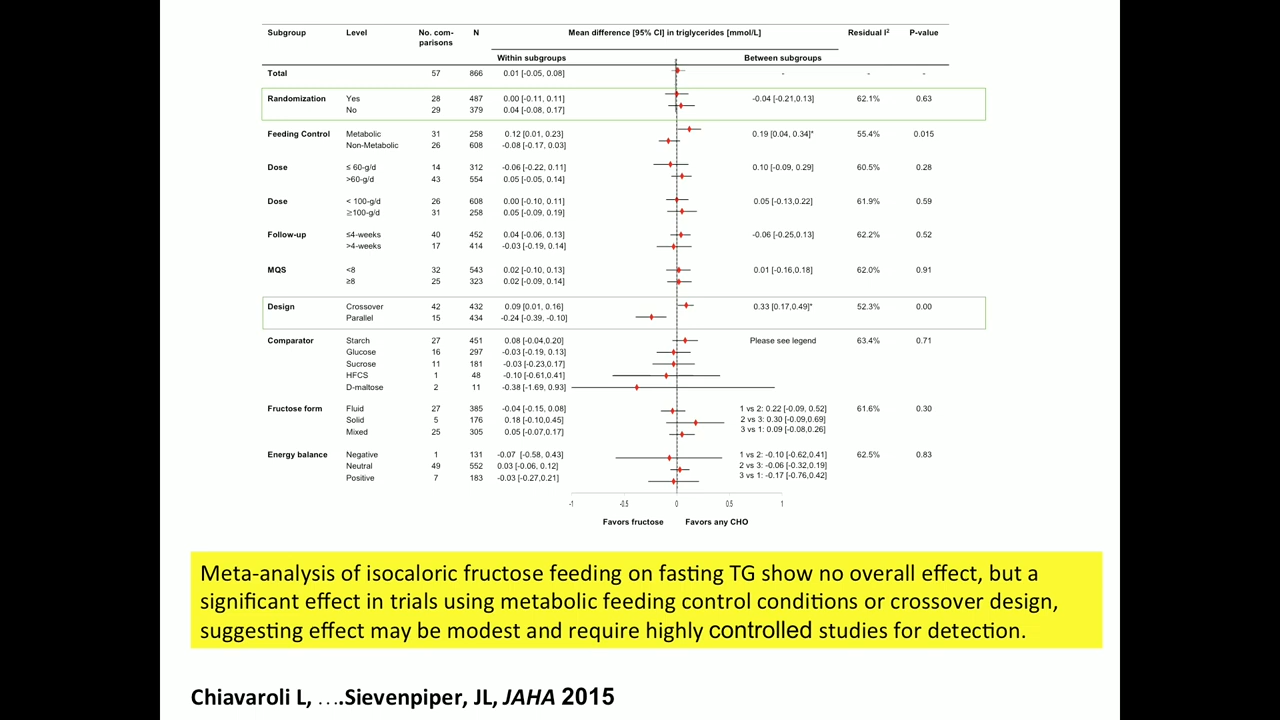 Subgroup Level No. com- N Mean difference [95% CI] in triglycerides [mmol/L] Residual I² P-value
parisons
Within subgroups Between subgroups
Total 57 866 0.01 [-0.05, 0.08] - - -
Randomization Yes 28 487 0.00 [-0.11, 0.11] -0.04 [-0.21,0.13] 62.1% 0.63
No 29 379 0.04 [-0.08, 0.17]
Feeding Control Metabolic 31 258 0.12 [0.01, 0.23] 0.19 [0.04, 0.34]* 55.4% 0.015
Non-Metabolic 26 608 -0.08 [-0.17, 0.03]
Dose ≤ 60-g/d 14 312 -0.06 [-0.22, 0.11] 0.10 [-0.09, 0.29] 60.5% 0.28
>60-g/d 43 554 0.05 [-0.05, 0.14]
Dose < 100-g/d 26 608 0.00 [-0.10, 0.11] 0.05 [-0.13,0.22] 61.9% 0.59
≥100-g/d 31 258 0.05 [-0.09, 0.19]
Follow-up ≤4-weeks 40 452 0.04 [-0.06, 0.13] -0.06 [-0.25,0.13] 62.2% 0.52
>4-weeks 17 414 -0.03 [-0.19, 0.14]
MQS <8 32 543 0.02 [-0.10, 0.13] 0.01 [-0.16,0.18] 62.0% 0.91
≥8 25 323 0.02 [-0.09, 0.14]
Design Crossover 42 432 0.09 [0.01, 0.16] 0.33 [0.17,0.49]* 52.3% 0.00
Parallel 15 434 -0.24 [-0.39, -0.10]
Comparator Starch 27 451 0.08 [-0.04,0.20] Please see legend 63.4% 0.71
Glucose 16 297 -0.03 [-0.19, 0.13]
Sucrose 11 181 -0.03 [-0.23,0.17]
HFCS 1 48 -0.10 [-0.61,0.41]
D-maltose 2 11 -0.38 [-1.69, 0.93]
Fructose form Fluid 27 385 -0.04 [-0.15, 0.08] 1 vs 2: 0.22 [-0.09, 0.52] 61.6% 0.30
Solid 5 176 0.18 [-0.10,0.45] 2 vs 3: 0.30 [-0.09,0.69]
Mixed 25 305 0.05 [-0.07,0.17] 3 vs 1: 0.09 [-0.08,0.26]
Energy balance Negative 1 131 -0.07 [-0.58, 0.43] 1 vs 2: -0.10 [-0.62,0.41] 62.5% 0.83
Neutral 49 552 0.03 [-0.06, 0.12] 2 vs 3: -0.06 [-0.32,0.19]
Positive 7 183 -0.03 [-0.27,0.21] 3 vs 1: -0.17 [-0.76,0.42]
-1 -0.5 0 0.5 1
Favors fructose Favors any CHO
Meta-analysis of isocaloric fructose feeding on fasting TG show no overall effect, but a
significant effect in trials using metabolic feeding control conditions or crossover design,
suggesting effect may be modest and require highly controlled studies for detection.
Chiavaroli L, ….Sievenpiper, JL, JAHA 2015